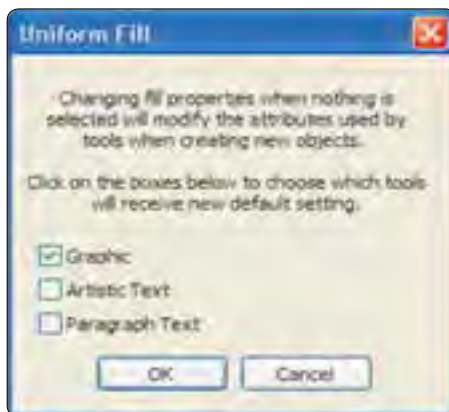 Uniform Fill
Changing fill properties when nothing is
selected will modify the attributes used by
tools when creating new objects.
Click on the boxes below to choose which tools
will receive new default setting.
Graphic
Artistic Text
Paragraph Text
OK
Cancel